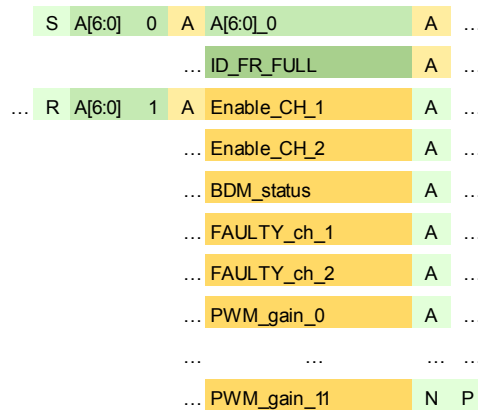 S A[6:0] 0 A A[6:0]_0 A …
… ID_FR_FULL A …
… R A[6:0] 1 A Enable_CH_1 A …
… Enable_CH_2 A …
… BDM_status A …
… FAULTY_ch_1 A …
… FAULTY_ch_2 A …
… PWM_gain_0 A …
… … … …
… PWM_gain_11 N P